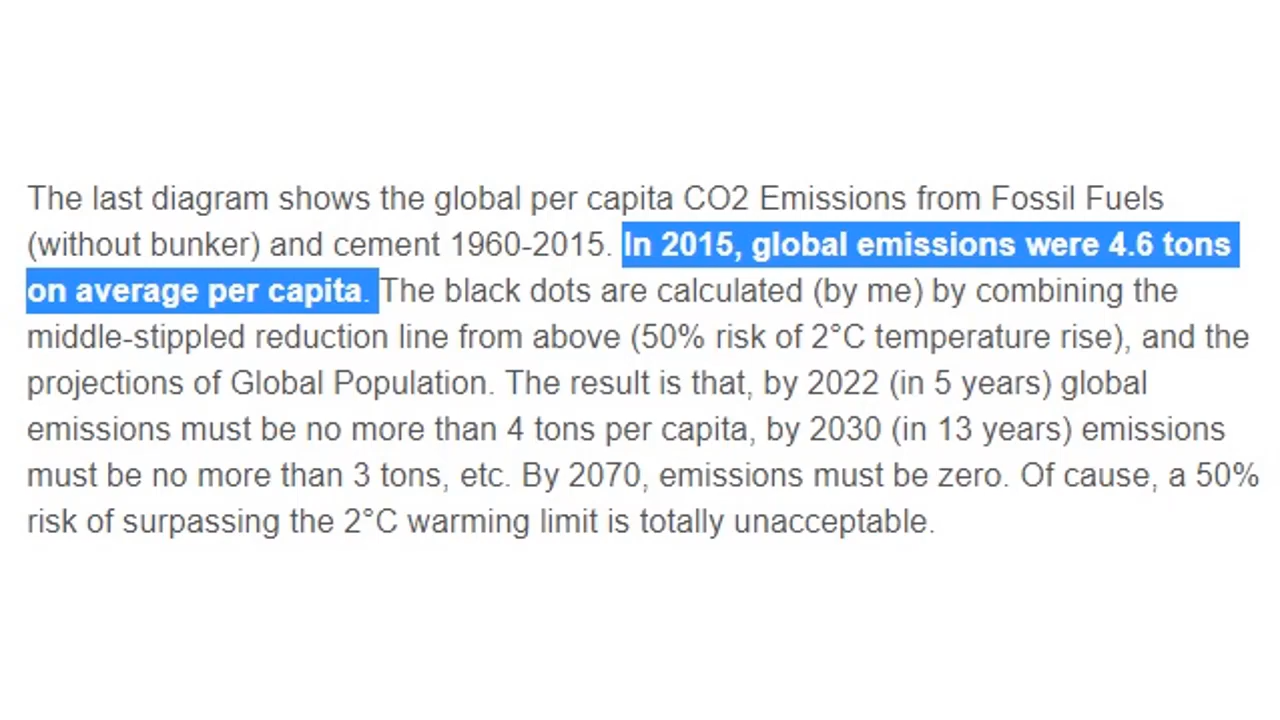 The last diagram shows the global per capita CO2 Emissions from Fossil Fuels
(without bunker) and cement 1960-2015. In 2015, global emissions were 4.6 tons
on average per capita. The black dots are calculated (by me) by combining the
middle-stippled reduction line from above (50% risk of 2°C temperature rise), and the
projections of Global Population. The result is that, by 2022 (in 5 years) global
emissions must be no more than 4 tons per capita, by 2030 (in 13 years) emissions
must be no more than 3 tons, etc. By 2070, emissions must be zero. Of cause, a 50%
risk of surpassing the 2°C warming limit is totally unacceptable.